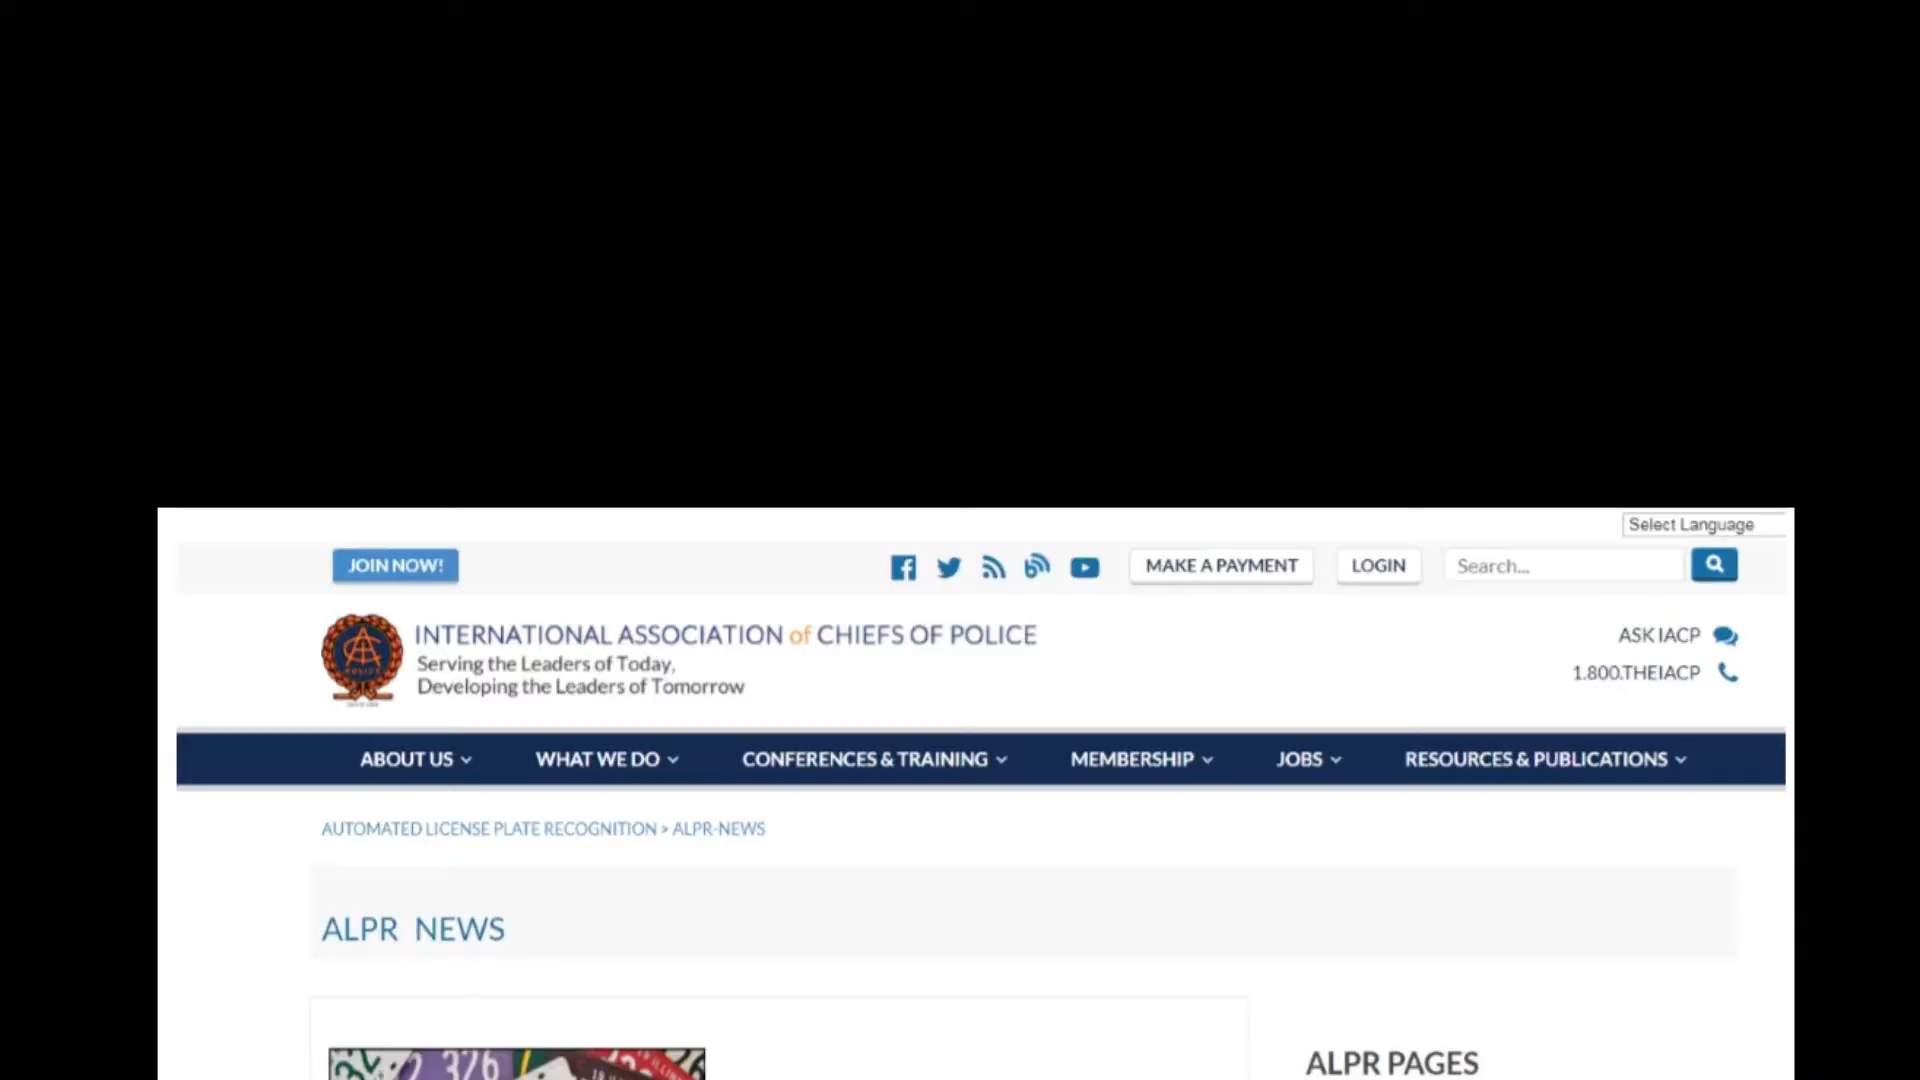 Select Language
JOIN NOW!
MAKE A PAYMENT
LOGIN
Search...
INTERNATIONAL ASSOCIATION of CHIEFS OF POLICE
Serving the Leaders of Today,
Developing the Leaders of Tomorrow
ASK IACP
1.800.THEIACP
ABOUT US
WHAT WE DO
CONFERENCES & TRAINING
MEMBERSHIP
JOBS
RESOURCES & PUBLICATIONS
AUTOMATED LICENSE PLATE RECOGNITION > ALPR-NEWS
ALPR NEWS
326
ALPR PAGES